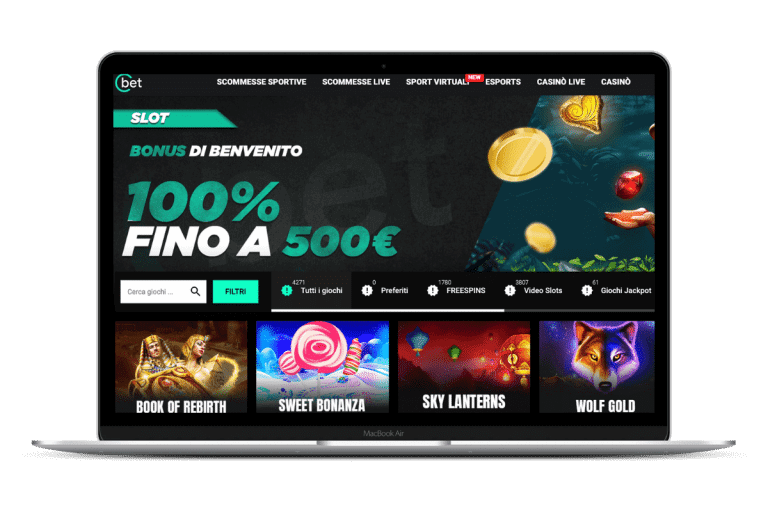 Cbet
SCOMMESSE SPORTIVE SCOMMESSE LIVE SPORT VIRTUALI NEW ESPORTS CASINÒ LIVE CASINÒ
SLOT
BONUS DI BENVENITO
100%
FINO A 500€
Cerca giochi ... FILTRI
4271 Tutti i giochi
0 Preferiti
1780 FREESPINS
3807 Video Slots
61 Giochi Jackpot
BOOK OF REBIRTH
SWEET BONANZA
SKY LANTERNS
WOLF GOLD
MacBook Air